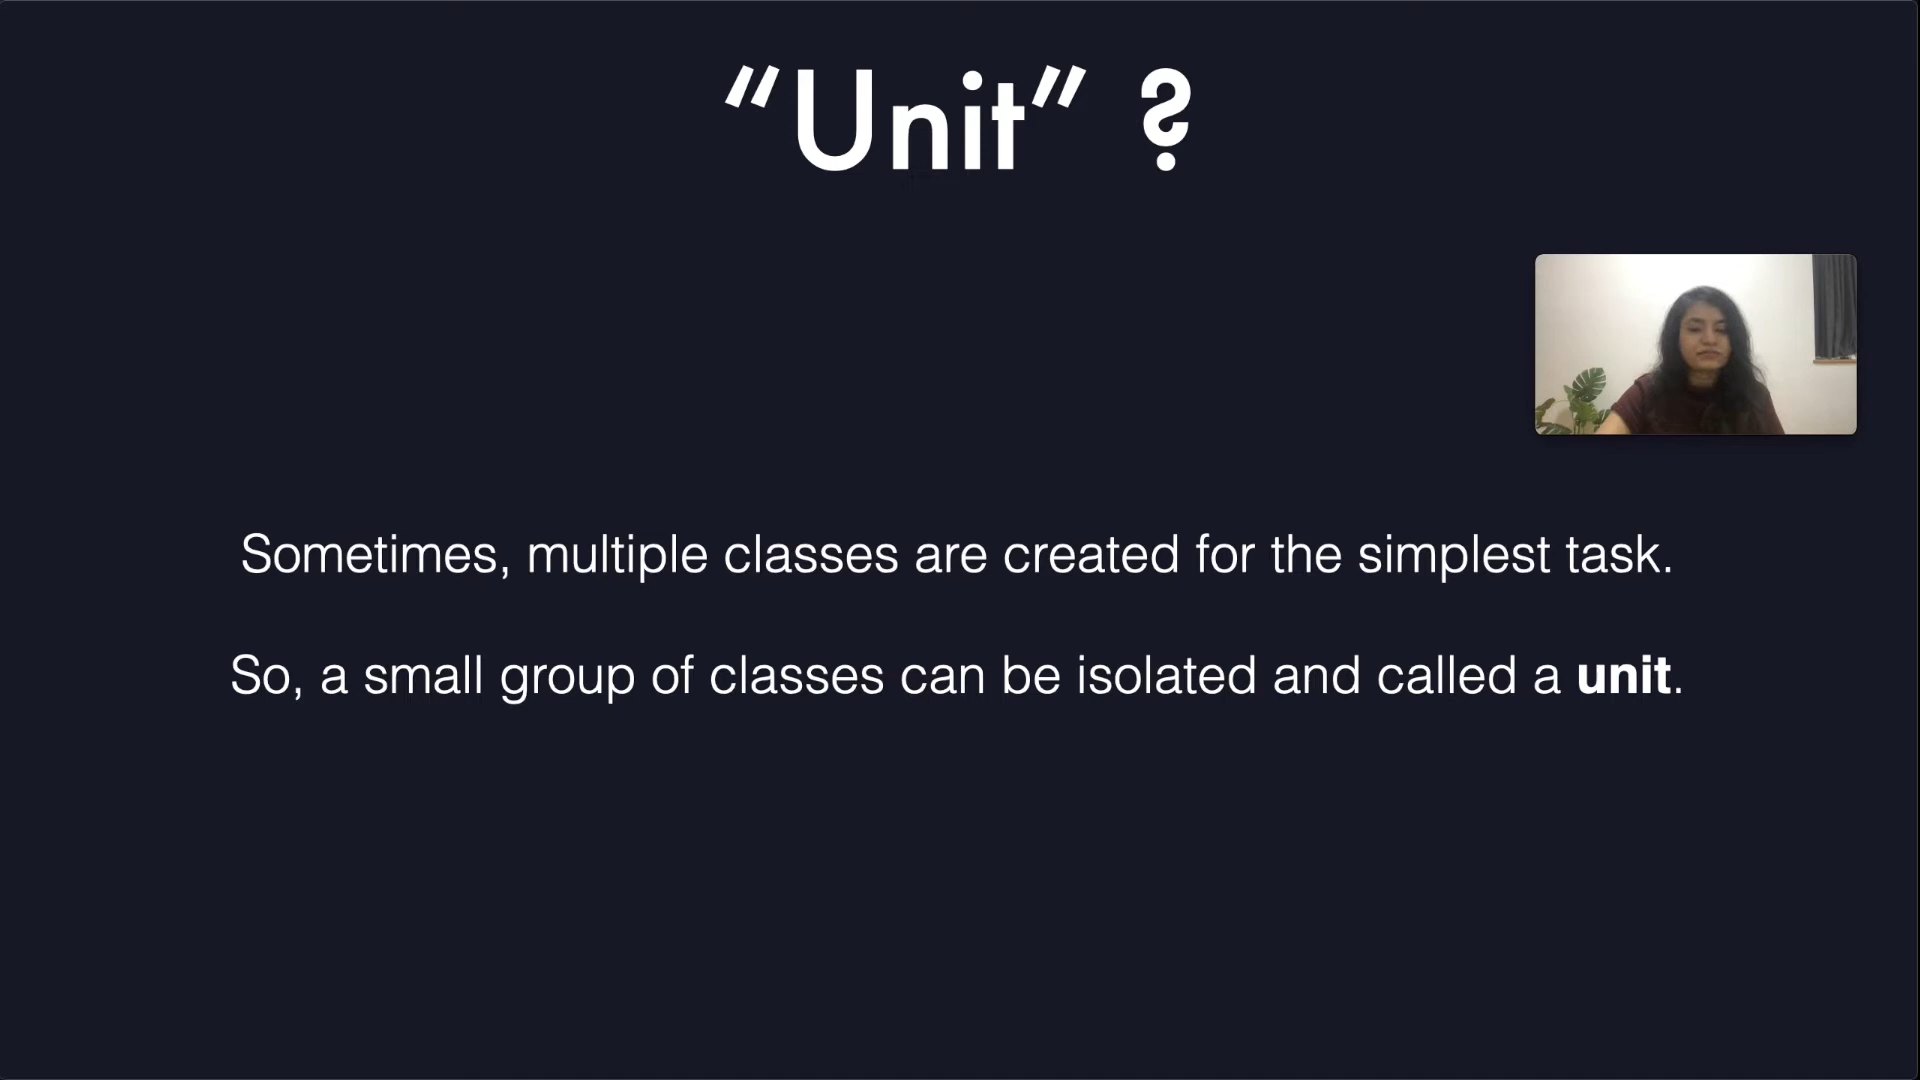 “Unit” ?
Sometimes, multiple classes are created for the simplest task.
So, a small group of classes can be isolated and called a unit.